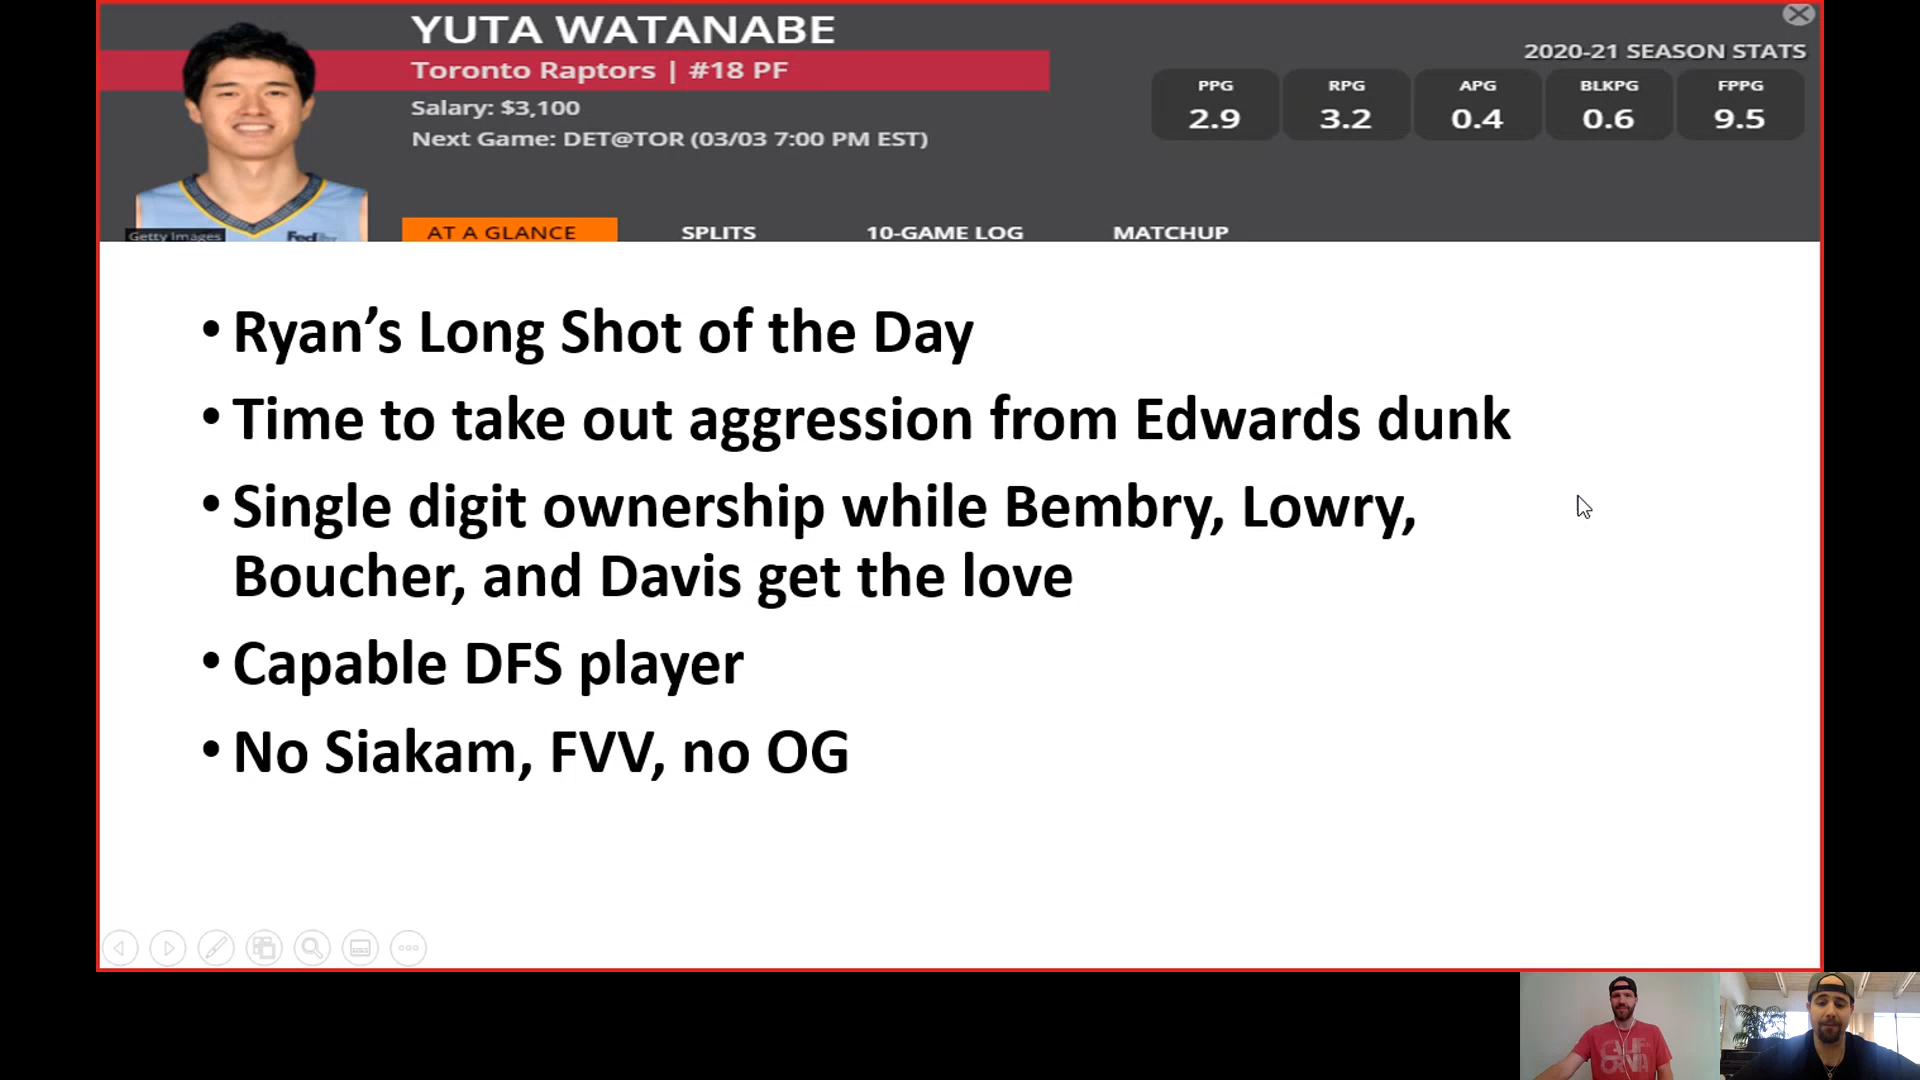 YUTA WATANABE
Toronto Raptors | #18 PF
Salary: $3,100
Next Game: DET@TOR (03/03 7:00 PM EST)
2020-21 SEASON STATS
PPG RPG APG BLKPG FPPG
2.9 3.2 0.4 0.6 9.5
Getty Images
AT A GLANCE SPLITS 10-GAME LOG MATCHUP
• Ryan’s Long Shot of the Day
• Time to take out aggression from Edwards dunk
• Single digit ownership while Bembry, Lowry,
Boucher, and Davis get the love
• Capable DFS player
• No Siakam, FVV, no OG